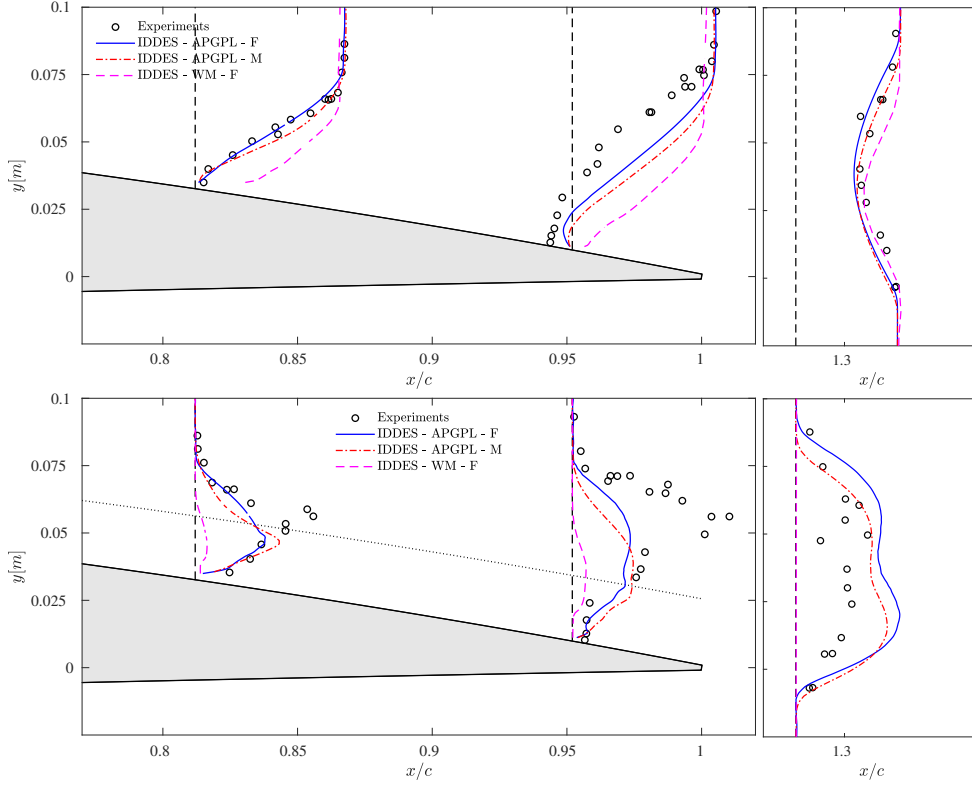 0.1
0.075
0.05
0.025
0
y[m]
Experiments
IDDES - APGPL - F
IDDES - APGPL - M
IDDES - WM - F
0.8
0.85
0.9
0.95
1
x/c
1.3
x/c
0.1
0.075
0.05
0.025
0
y[m]
Experiments
IDDES - APGPL - F
IDDES - APGPL - M
IDDES - WM - F
0.8
0.85
0.9
0.95
1
x/c
1.3
x/c